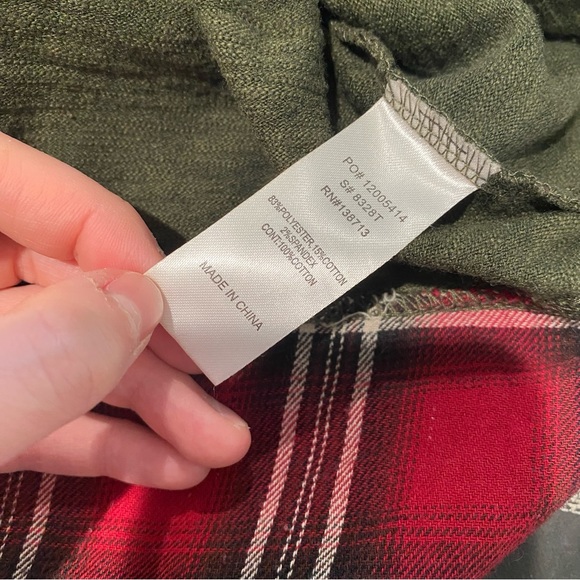 PO# 12005414
S# 8328T
RN#138713
83%POLYESTER,15%COTTON
2%SPANDEX
CONT:100%COTTON
MADE IN CHINA